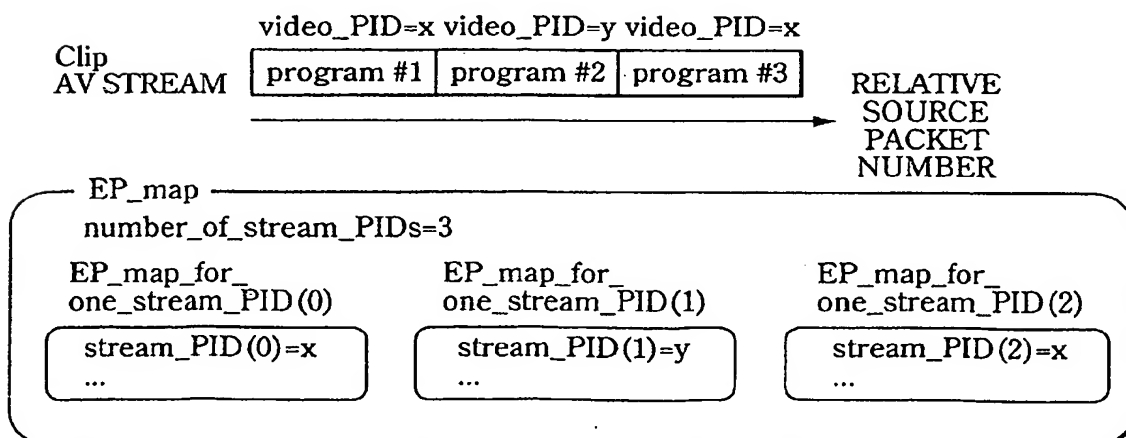 video_PID=x video_PID=y video_PID=x
Clip
AV STREAM
program #1 program #2 program #3
RELATIVE
SOURCE
PACKET
NUMBER
EP_map
number_of_stream_PIDs=3
EP_map_for_
one_stream_PID(0)
EP_map_for_
one_stream_PID(1)
EP_map_for_
one_stream_PID(2)
stream_PID(0)=x
...
stream_PID(1)=y
...
stream_PID(2)=x
...